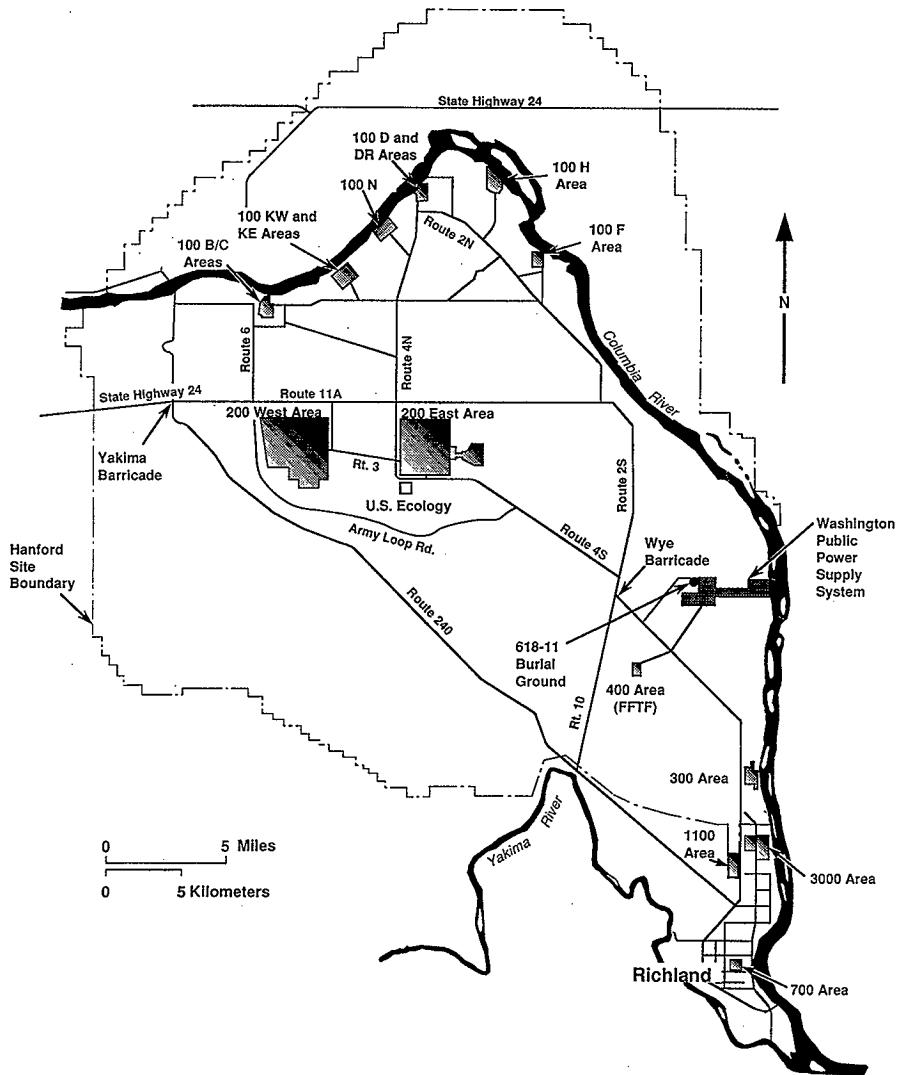 State Highway 24
100 D and
DR Areas
100 H
Area
100 N
100 KW and
KE Areas
Route 2N
100 F
Area
100 B/C
Areas
N
Route 6
Route 4N
Columbia
River
State Highway 24
Route 11A
200 West Area
200 East Area
Yakima
Barricade
Rt. 3
U.S. Ecology
Route 2S
Army Loop Rd.
Route 4S
Wye
Barricade
Washington
Public
Power
Supply
System
Hanford
Site
Boundary
Route 240
618-11
Burial
Ground
400 Area
(FFTF)
Rt. 10
300 Area
Yakima
River
1100
Area
3000 Area
0 5 Miles
0 5 Kilometers
Richland
700 Area